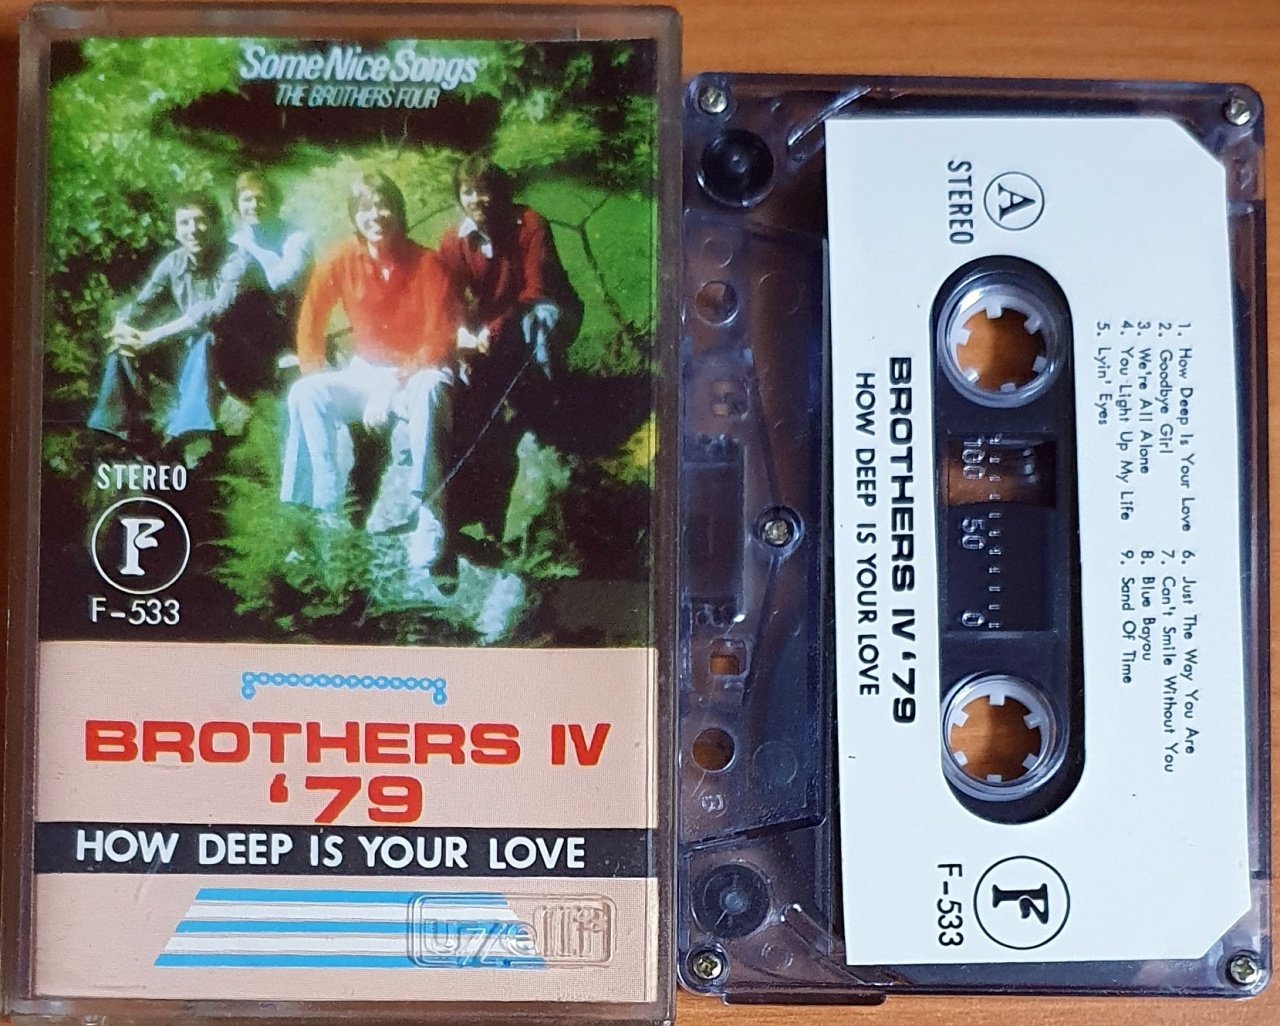 Some Nice Songs
THE BROTHERS FOUR
STEREO
F
F-533
BROTHERS IV
'79
HOW DEEP IS YOUR LOVE
uzelli
A
STEREO
1. How Deep Is Your Love
2. Goodbye Girl
3. We're All Alone
4. You Light Up My Life
5. Lyin' Eyes
6. Just The Way You Are
7. Can't Smile Without You
8. Blue Bayou
9. Sand Of Time
BROTHERS IV '79
HOW DEEP IS YOUR LOVE
100 50 0
F
F-533
B